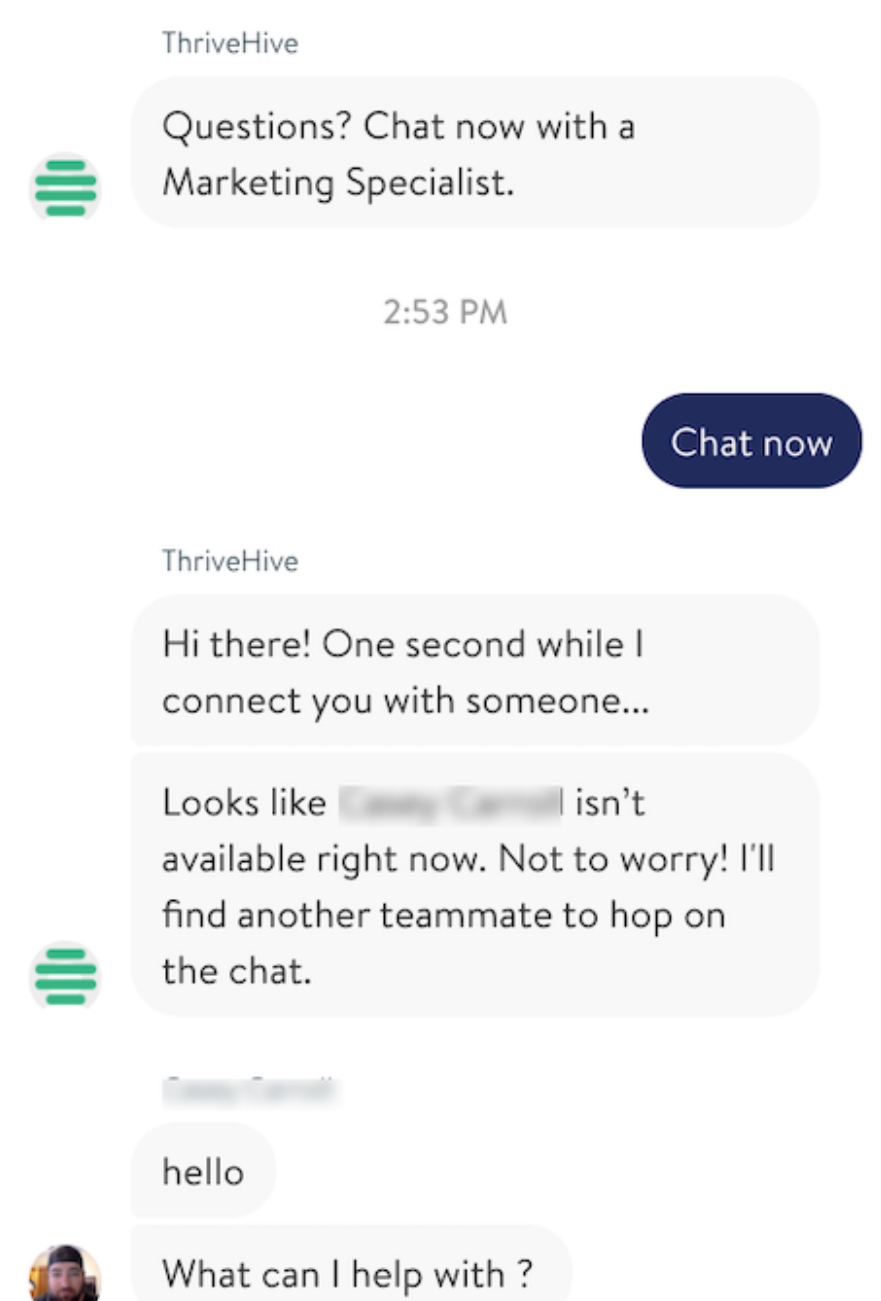 ThriveHive
Questions? Chat now with a
Marketing Specialist.
2:53 PM
Chat now
ThriveHive
Hi there! One second while I
connect you with someone...
Looks like isn’t
available right now. Not to worry! I'll
find another teammate to hop on
the chat.
hello
What can I help with ?